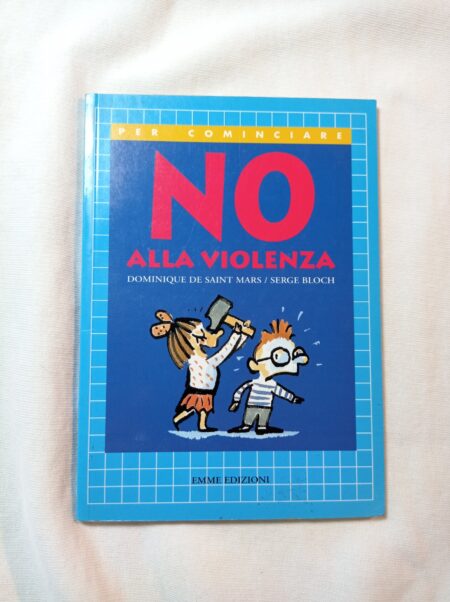 PER COMINCIARE
NO
ALLA VIOLENZA
DOMINIQUE DE SAINT MARS / SERGE BLOCH
EMME EDIZIONI